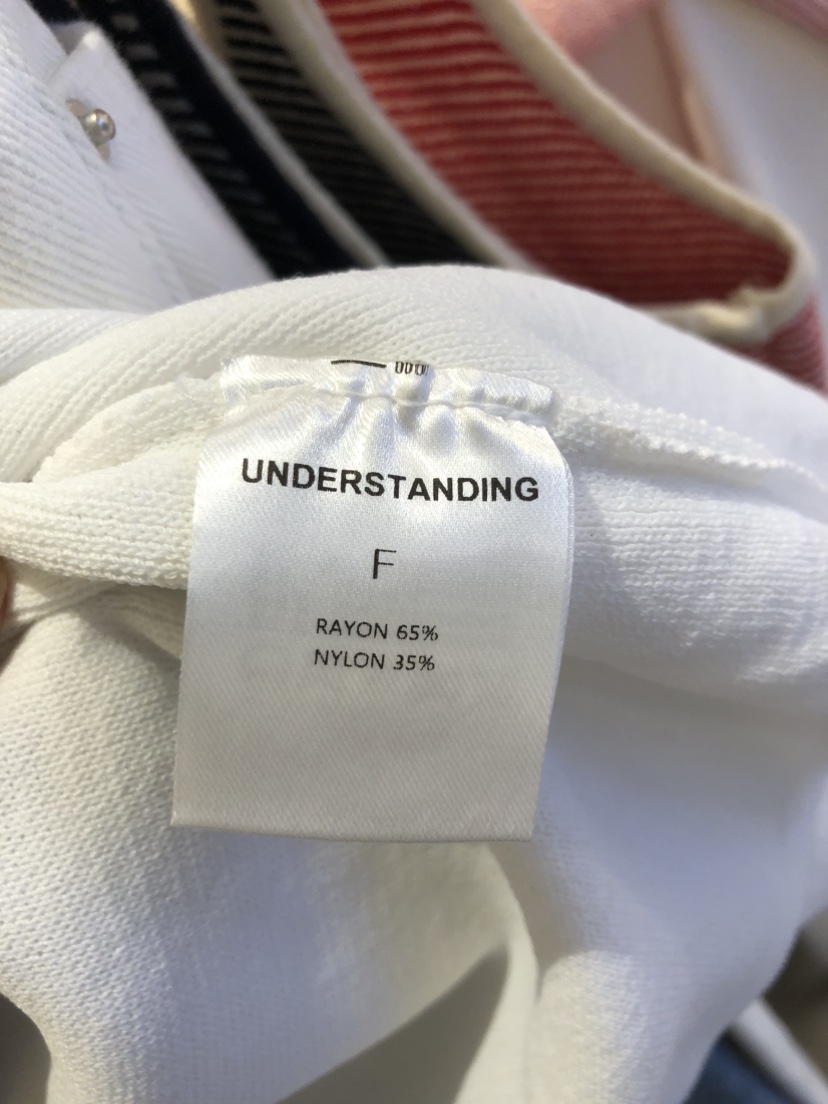 UNDERSTANDING
F
RAYON 65%
NYLON 35%